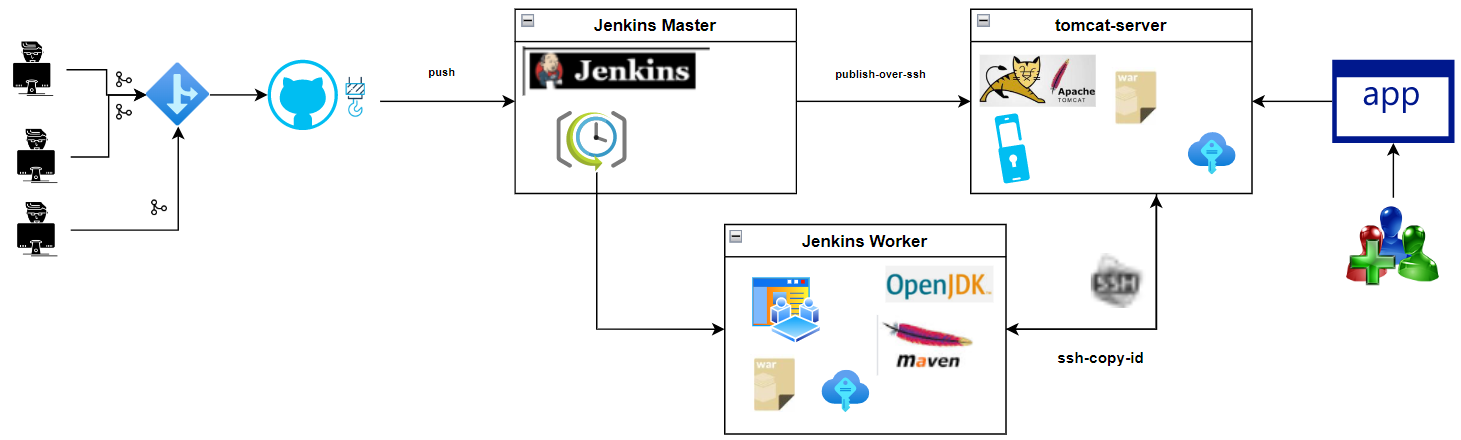 Jenkins Master
Jenkins
push
publish-over-ssh
tomcat-server
Apache
TOMCAT
war
app
Jenkins Worker
OpenJDK™
maven
war
SSH
ssh-copy-id